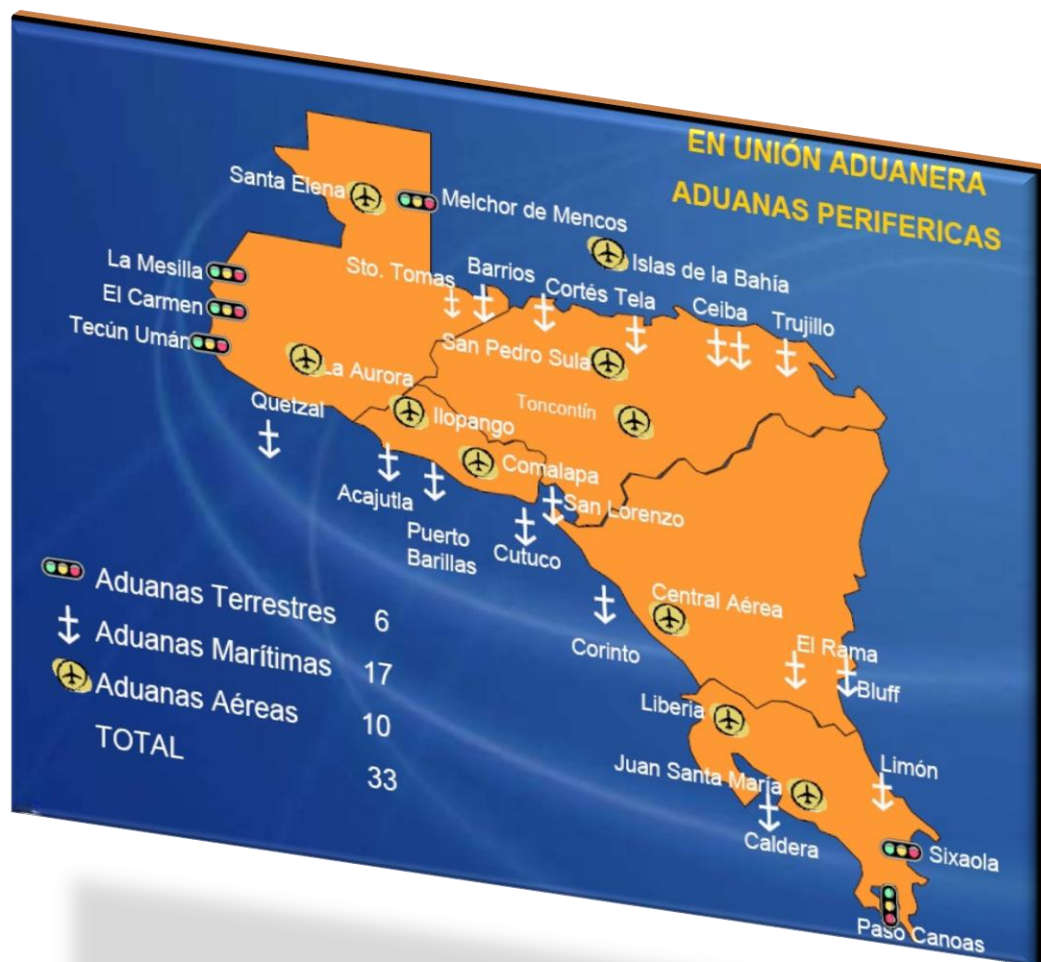 EN UNIÓN ADUANERA
ADUANAS PERIFERICAS
Santa Elena
Melchor de Mencos
Islas de la Bahía
La Mesilla
Sto. Tomas
Barrios
Cortés
Tela
Ceiba
Trujillo
El Carmen
Tecún Umán
San Pedro Sula
La Aurora
Toncontín
Quetzal
Ilopango
Comalapa
Acajutla
San Lorenzo
Puerto
Barillas
Cutuco
Central Aérea
Corinto
El Rama
Bluff
Liberia
Juan Santa María
Limón
Caldera
Sixaola
Paso Canoas
Aduanas Terrestres 6
Aduanas Marítimas 17
Aduanas Aéreas 10
TOTAL 33